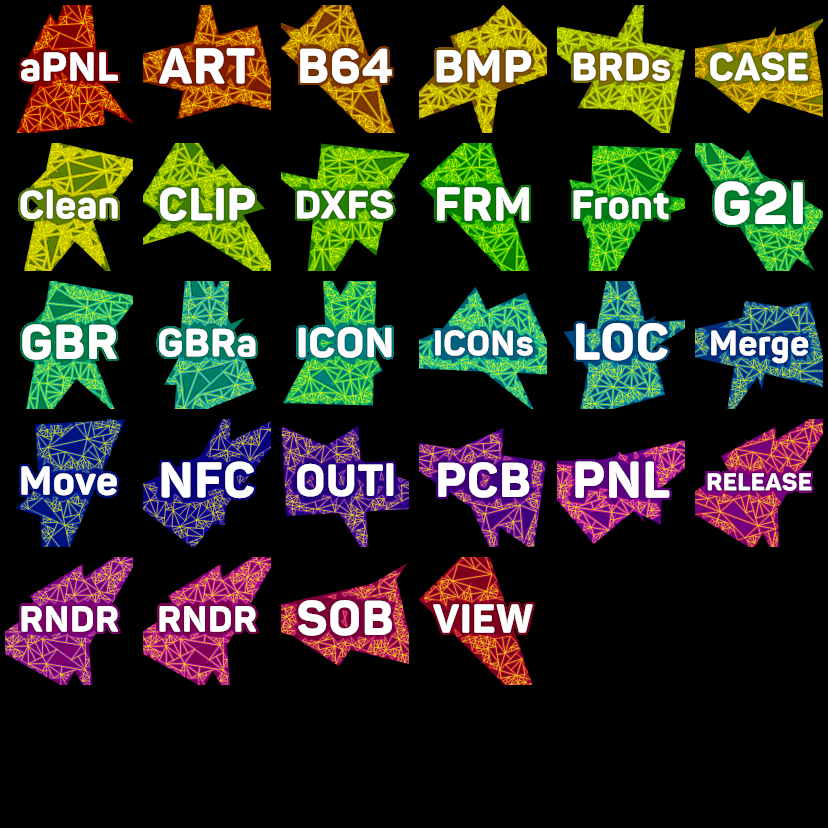 aPNL ART B64 BMP BRDs CASE
Clean CLIP DXFS FRM Front G2I
GBR GBRa ICON ICONs LOC Merge
Move NFC OUTI PCB PNL RELEASE
RNDR RNDR SOB VIEW